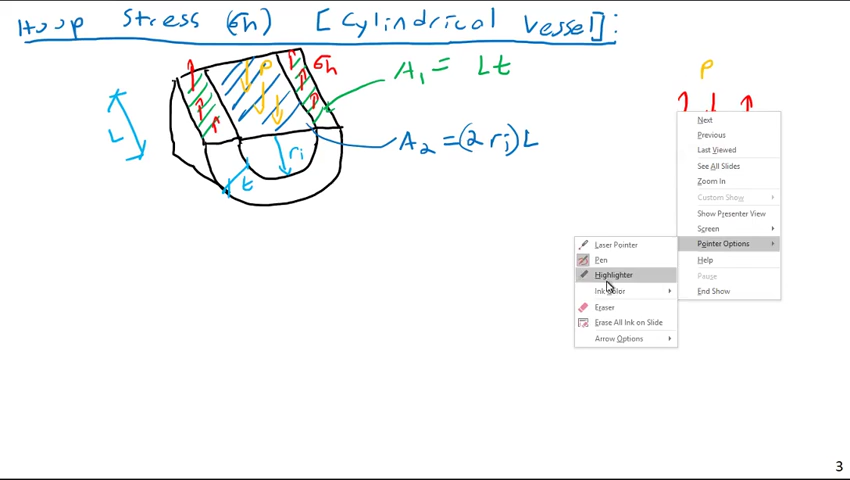 Hoop Stress (σh) [Cylindrical Vessel]:
P σh A₁ = Lt
P
L
ri A₂ = (2 ri) L
t
Next
Previous
Last Viewed
See All Slides
Zoom In
Custom Show
Show Presenter View
Screen
Pointer Options
Help
Pause
End Show
Laser Pointer
Pen
Highlighter
Ink Color
Eraser
Erase All Ink on Slide
Arrow Options
3